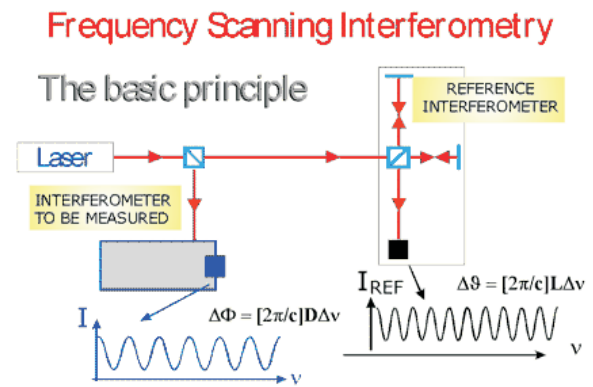 Frequency Scanning Interferometry
The basic principle
REFERENCE
INTERFEROMETER
Laser
INTERFEROMETER
TO BE MEASURED
I REF
Δϑ = [2π/c]LΔν
I
ΔΦ = [2π/c]DΔν
ν
ν